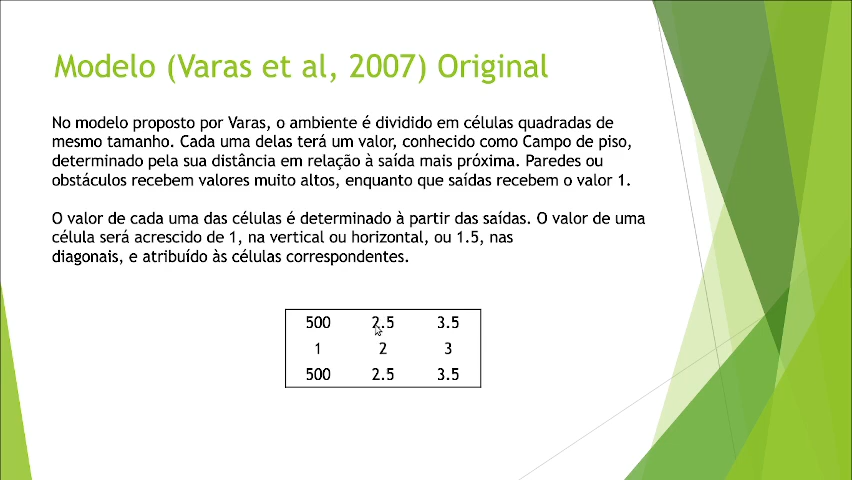 Modelo (Varas et al, 2007) Original
No modelo proposto por Varas, o ambiente é dividido em células quadradas de
mesmo tamanho. Cada uma delas terá um valor, conhecido como Campo de piso,
determinado pela sua distância em relação à saída mais próxima. Paredes ou
obstáculos recebem valores muito altos, enquanto que saídas recebem o valor 1.
O valor de cada uma das células é determinado à partir das saídas. O valor de uma
célula será acrescido de 1, na vertical ou horizontal, ou 1.5, nas
diagonais, e atribuído às células correspondentes.
500 2.5 3.5
1 2 3
500 2.5 3.5